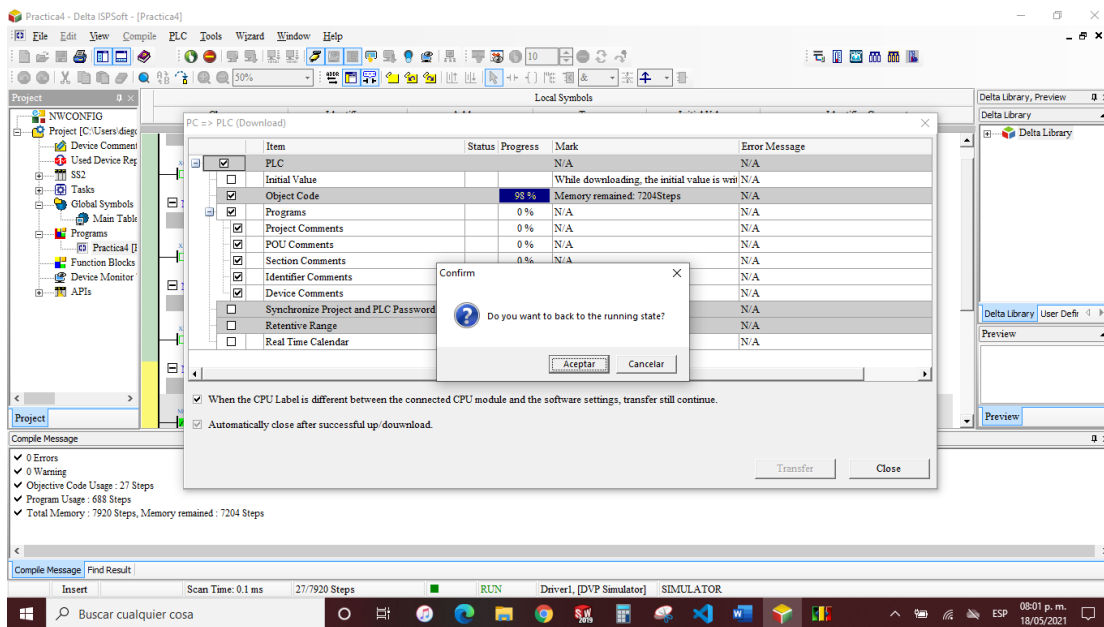 Practica4 - Delta ISPSoft - [Practica4]
File Edit View Compile PLC Tools Wizard Window Help
10
50%
&
Project
Local Symbols
Delta Library, Preview
NWCONFIG
Project [C:\Users\diego
Device Comment
Used Device Rep
SS2
Tasks
Global Symbols
Main Table
Programs
Practica4 [
Function Blocks
Device Monitor
APIs
Project
PC => PLC (Download)
Item Status Progress Mark Error Message
PLC N/A N/A
Initial Value While downloading, the initial value is writ N/A
Object Code 98 % Memory remained: 7204Steps N/A
Programs 0 % N/A N/A
Project Comments 0 % N/A N/A
POU Comments 0 % N/A N/A
Section Comments 0 % N/A N/A
Identifier Comments N/A
Device Comments N/A
Synchronize Project and PLC Password N/A
Retentive Range N/A
Real Time Calendar N/A
Confirm
Do you want to back to the running state?
Aceptar Cancelar
When the CPU Label is different between the connected CPU module and the software settings, transfer still continue.
Automatically close after successful up/douwnload.
Transfer Close
Delta Library
Delta Library
Delta Library User Defir
Preview
Preview
Compile Message
0 Errors
0 Warning
Objective Code Usage : 27 Steps
Program Usage : 688 Steps
Total Memory : 7920 Steps, Memory remained : 7204 Steps
Compile Message Find Result
Insert Scan Time: 0.1 ms 27/7920 Steps RUN Driver1, [DVP Simulator] SIMULATOR
Buscar cualquier cosa
ESP
08:01 p. m.
18/05/2021